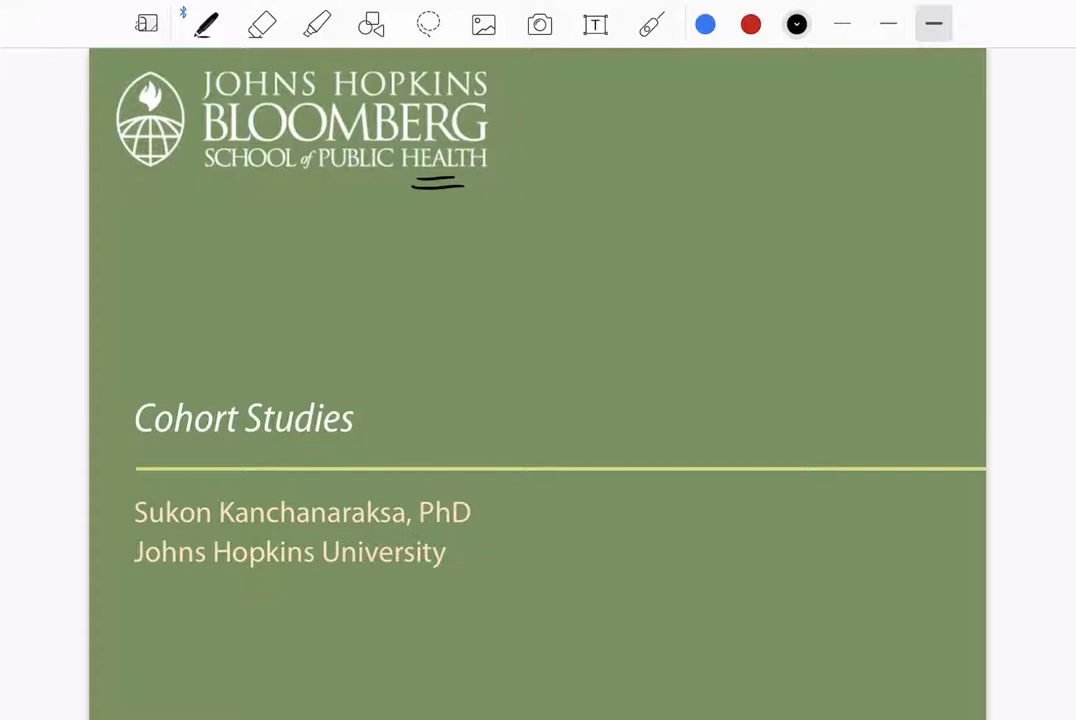 T
JOHNS HOPKINS
BLOOMBERG
SCHOOL of PUBLIC HEALTH
Cohort Studies
Sukon Kanchanaraksa, PhD
Johns Hopkins University